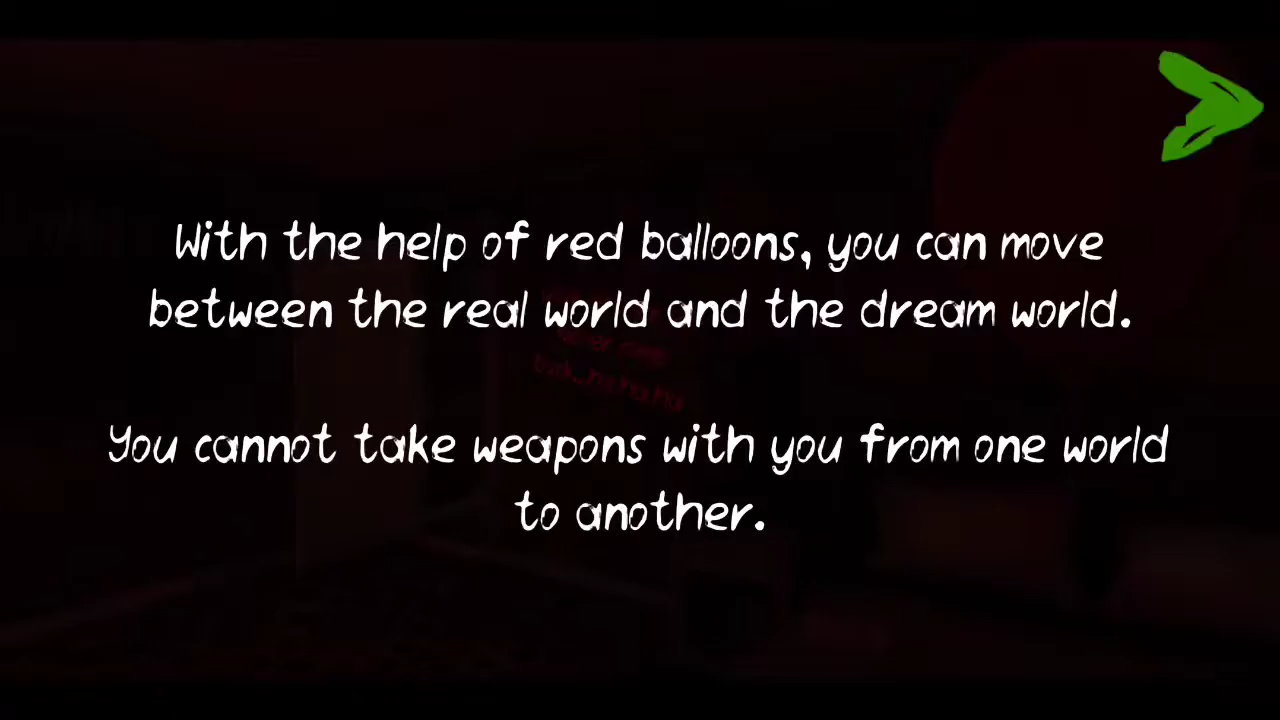 With the help of red balloons, you can move
between the real world and the dream world.
You cannot take weapons with you from one world
to another.